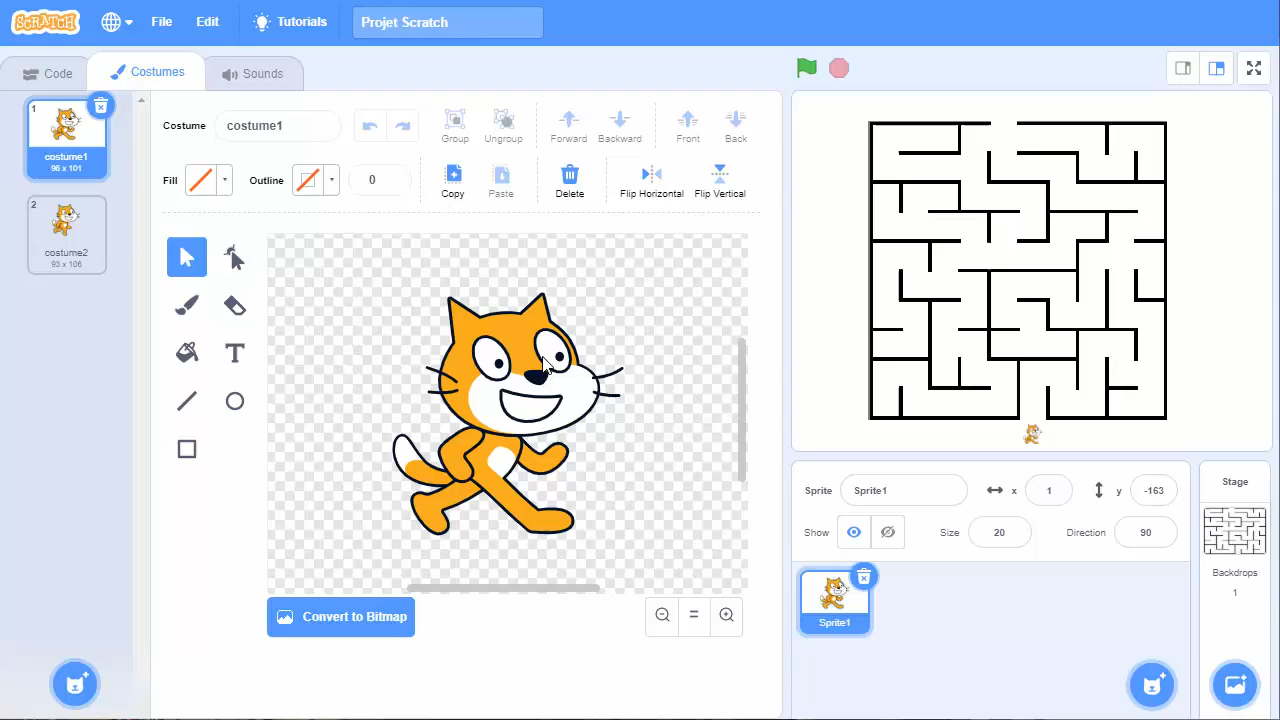 SCRATCH File Edit Tutorials Projet Scratch
Code Costumes Sounds
1
costume1
96 x 101
2
costume2
93 x 106
Costume costume1 Group Ungroup Forward Backward Front Back
Fill Outline 0 Copy Paste Delete Flip Horizontal Flip Vertical
T
Convert to Bitmap
=
Sprite Sprite1 x 1 y -163
Show Size 20 Direction 90
Sprite1
Stage
Backdrops
1